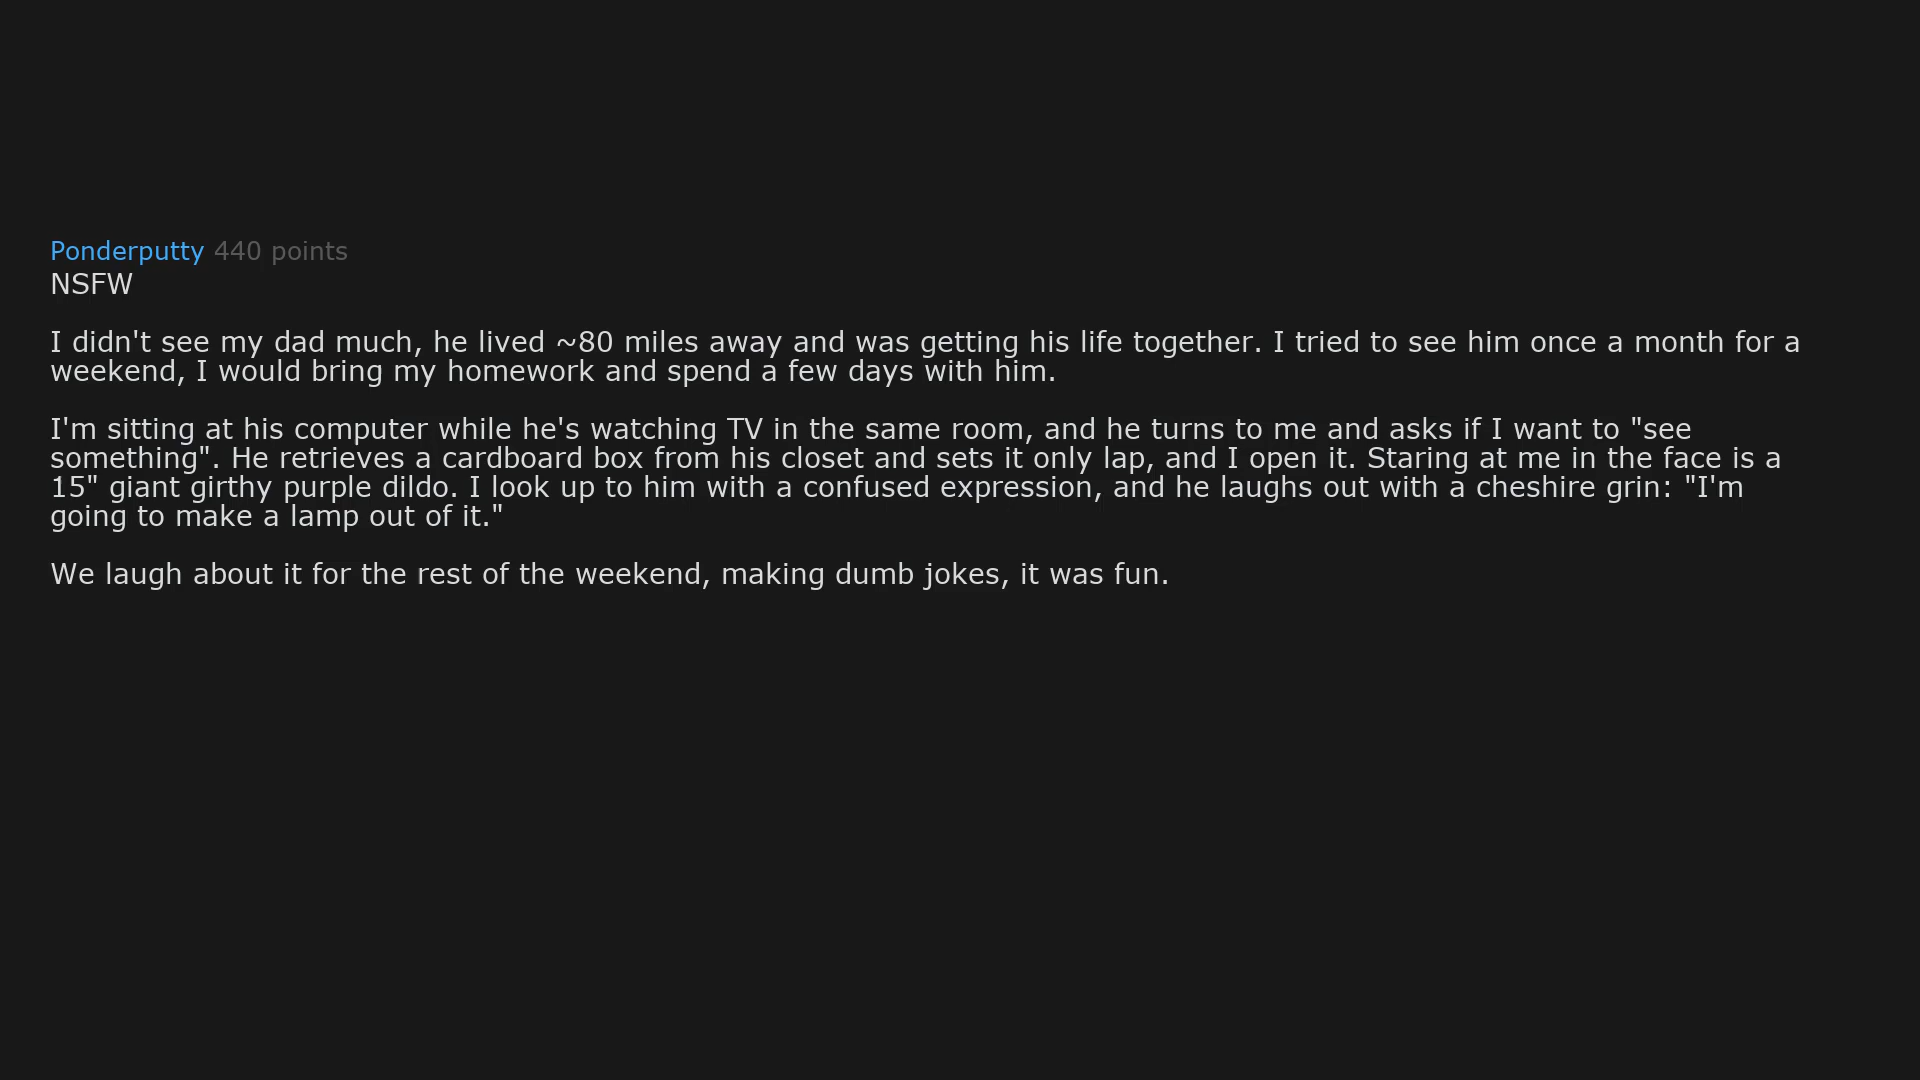 Ponderputty 440 points
NSFW
I didn't see my dad much, he lived ~80 miles away and was getting his life together. I tried to see him once a month for a
weekend, I would bring my homework and spend a few days with him.
I'm sitting at his computer while he's watching TV in the same room, and he turns to me and asks if I want to "see
something". He retrieves a cardboard box from his closet and sets it only lap, and I open it. Staring at me in the face is a
15" giant girthy purple dildo. I look up to him with a confused expression, and he laughs out with a cheshire grin: "I'm
going to make a lamp out of it."
We laugh about it for the rest of the weekend, making dumb jokes, it was fun.